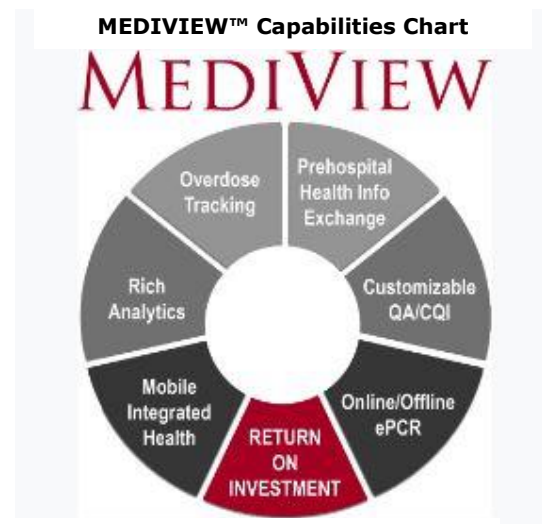 MEDIVIEW™ Capabilities Chart
MEDIVIEW
Overdose
Tracking
Prehospital
Health Info
Exchange
Rich
Analytics
Customizable
QA/CQI
Mobile
Integrated
Health
Online/Offline
ePCR
RETURN
ON
INVESTMENT